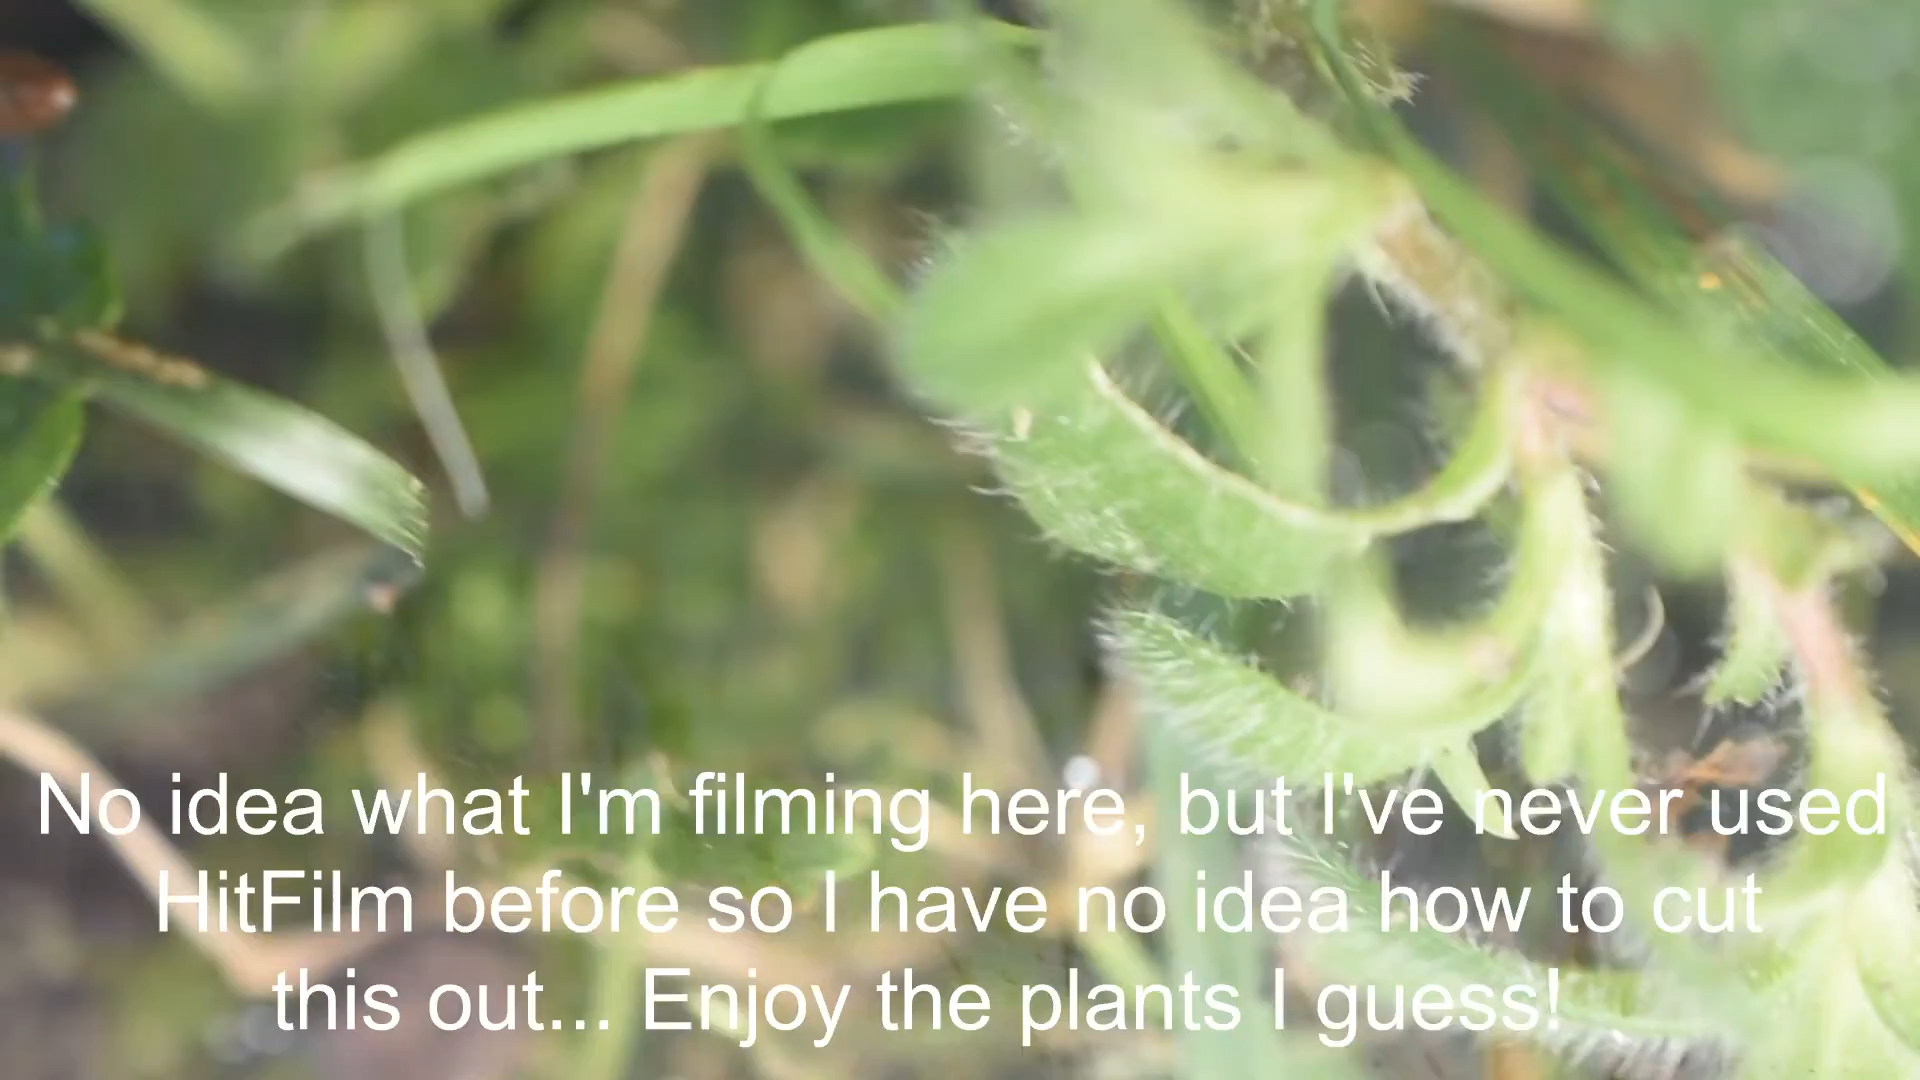 No idea what I'm filming here, but I've never used
HitFilm before so I have no idea how to cut
this out... Enjoy the plants I guess!